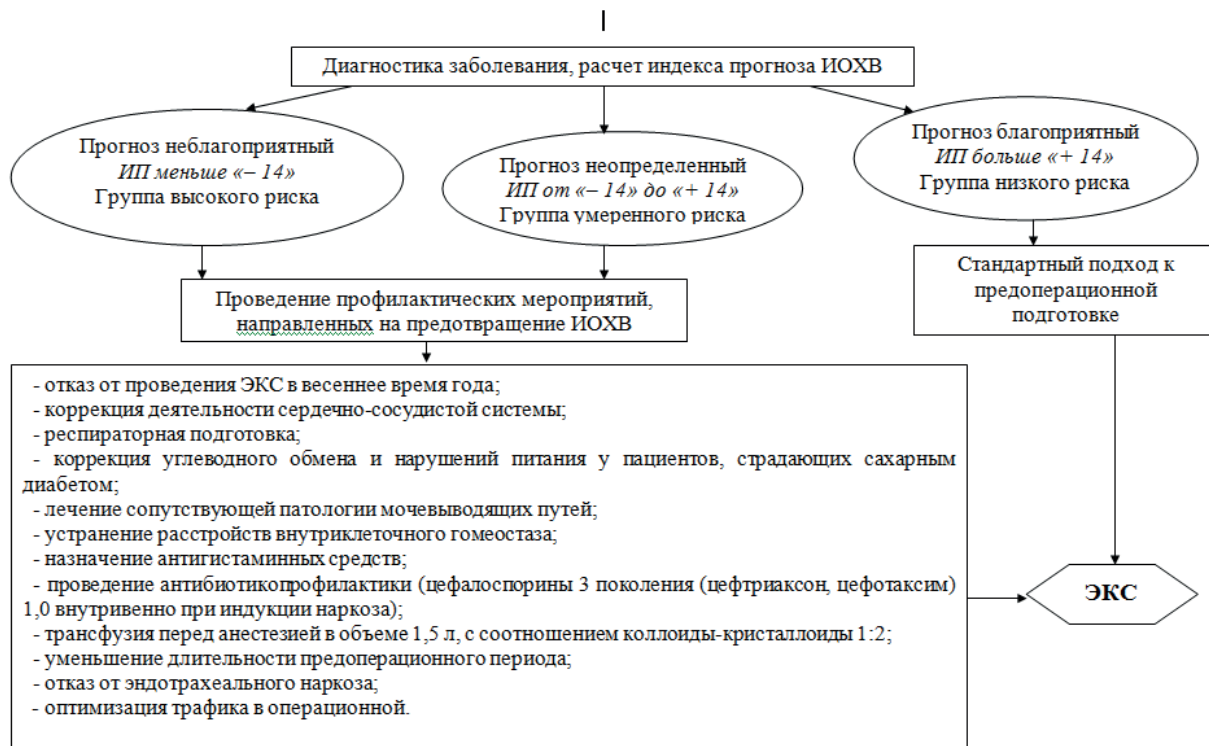 Диагностика заболевания, расчет индекса прогноза ИОХВ
Прогноз неблагоприятный
ИП меньше «– 14»
Группа высокого риска
Прогноз неопределенный
ИП от «– 14» до «+ 14»
Группа умеренного риска
Прогноз благоприятный
ИП больше «+ 14»
Группа низкого риска
Проведение профилактических мероприятий,
направленных на предотвращение ИОХВ
Стандартный подход к
предоперационной
подготовке
- отказ от проведения ЭКС в весеннее время года;
- коррекция деятельности сердечно-сосудистой системы;
- респираторная подготовка;
- коррекция углеводного обмена и нарушений питания у пациентов, страдающих сахарным
диабетом;
- лечение сопутствующей патологии мочевыводящих путей;
- устранение расстройств внутриклеточного гомеостаза;
- назначение антигистаминных средств;
- проведение антибиотикопрофилактики (цефалоспорины 3 поколения (цефтриаксон, цефотаксим)
1,0 внутривенно при индукции наркоза);
- трансфузия перед анестезией в объеме 1,5 л, с соотношением коллоиды-кристаллоиды 1:2;
- уменьшение длительности предоперационного периода;
- отказ от эндотрахеального наркоза;
- оптимизация трафика в операционной.
ЭКС